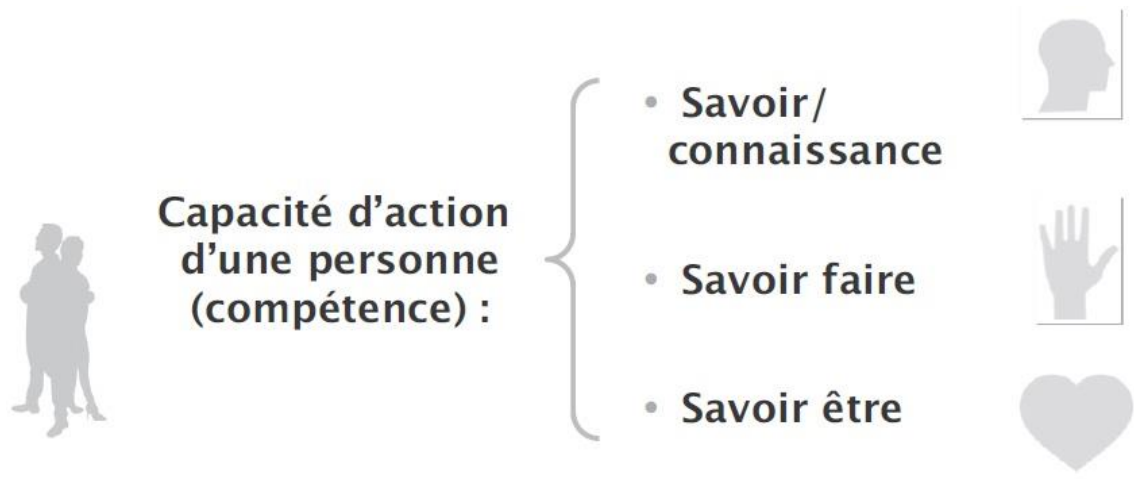 Capacité d’action
d’une personne
(compétence) :
• Savoir/
connaissance
• Savoir faire
• Savoir être